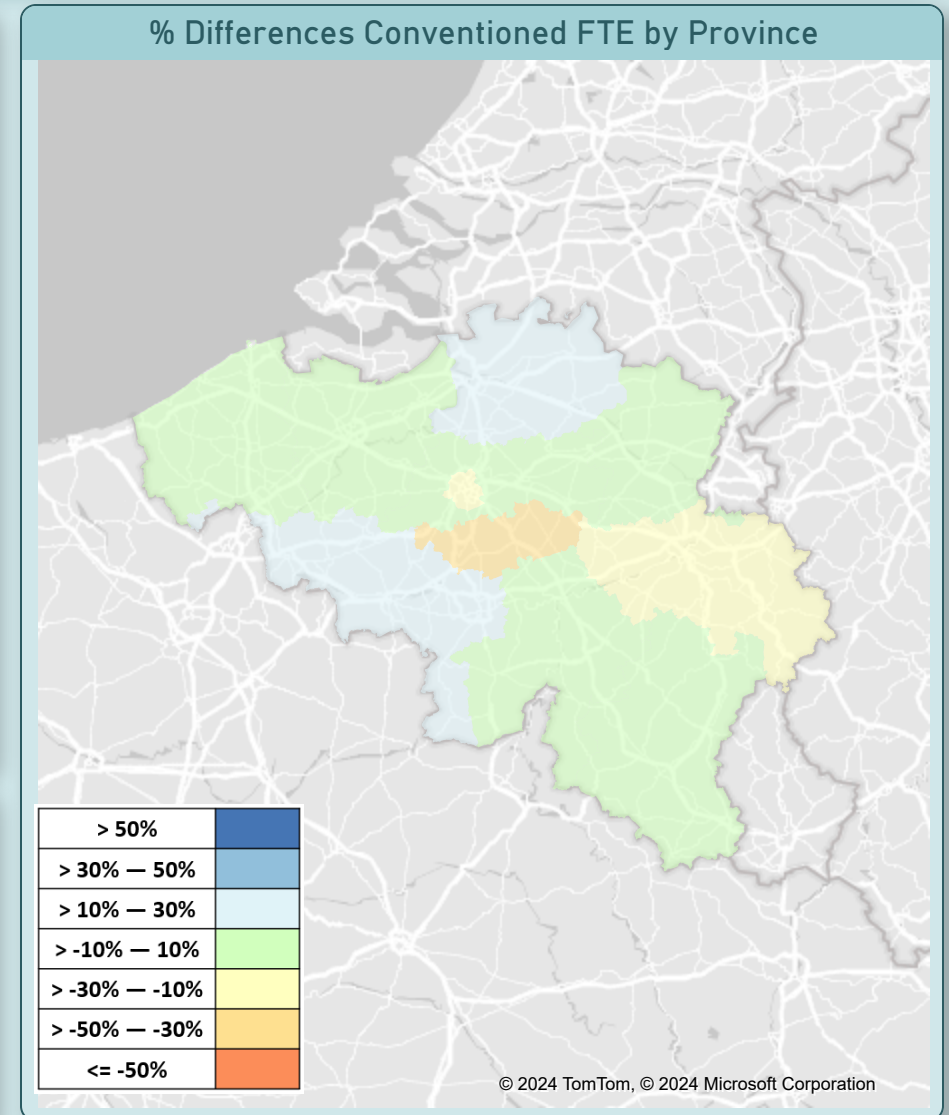 % Differences Conventioned FTE by Province
> 50%
> 30% — 50%
> 10% — 30%
> -10% — 10%
> -30% — -10%
> -50% — -30%
<= -50%
© 2024 TomTom, © 2024 Microsoft Corporation